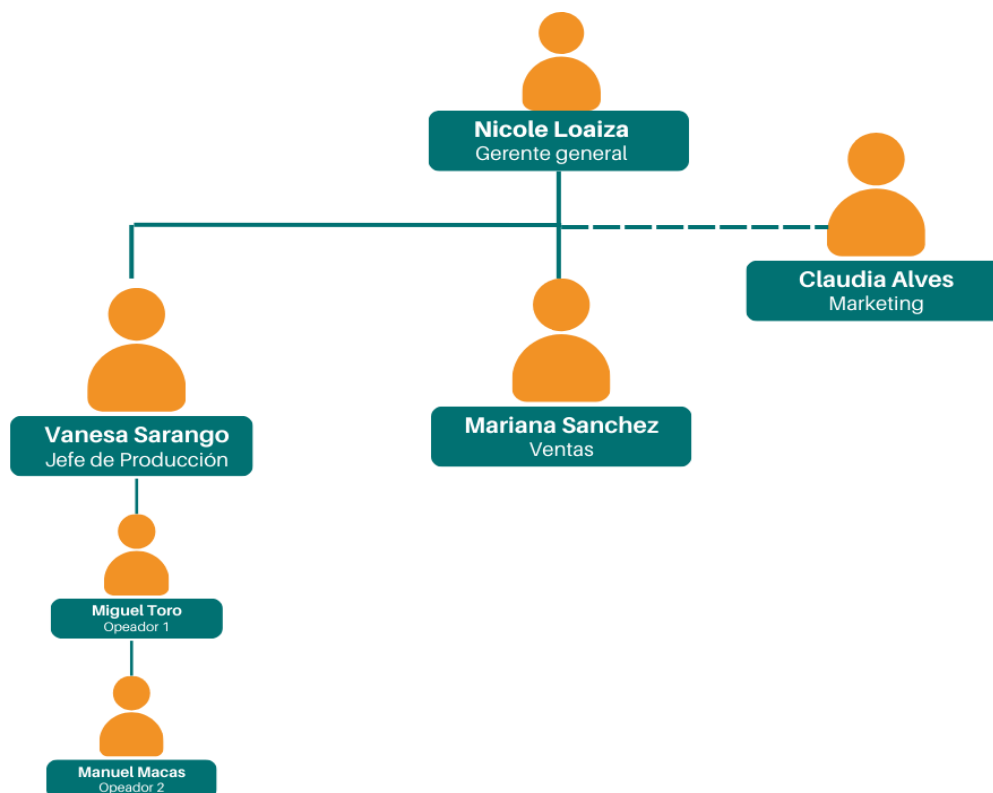 Nicole Loaiza
Gerente general
Claudia Alves
Marketing
Vanesa Sarango
Jefe de Producción
Mariana Sanchez
Ventas
Miguel Toro
Opeador 1
Manuel Macas
Opeador 2